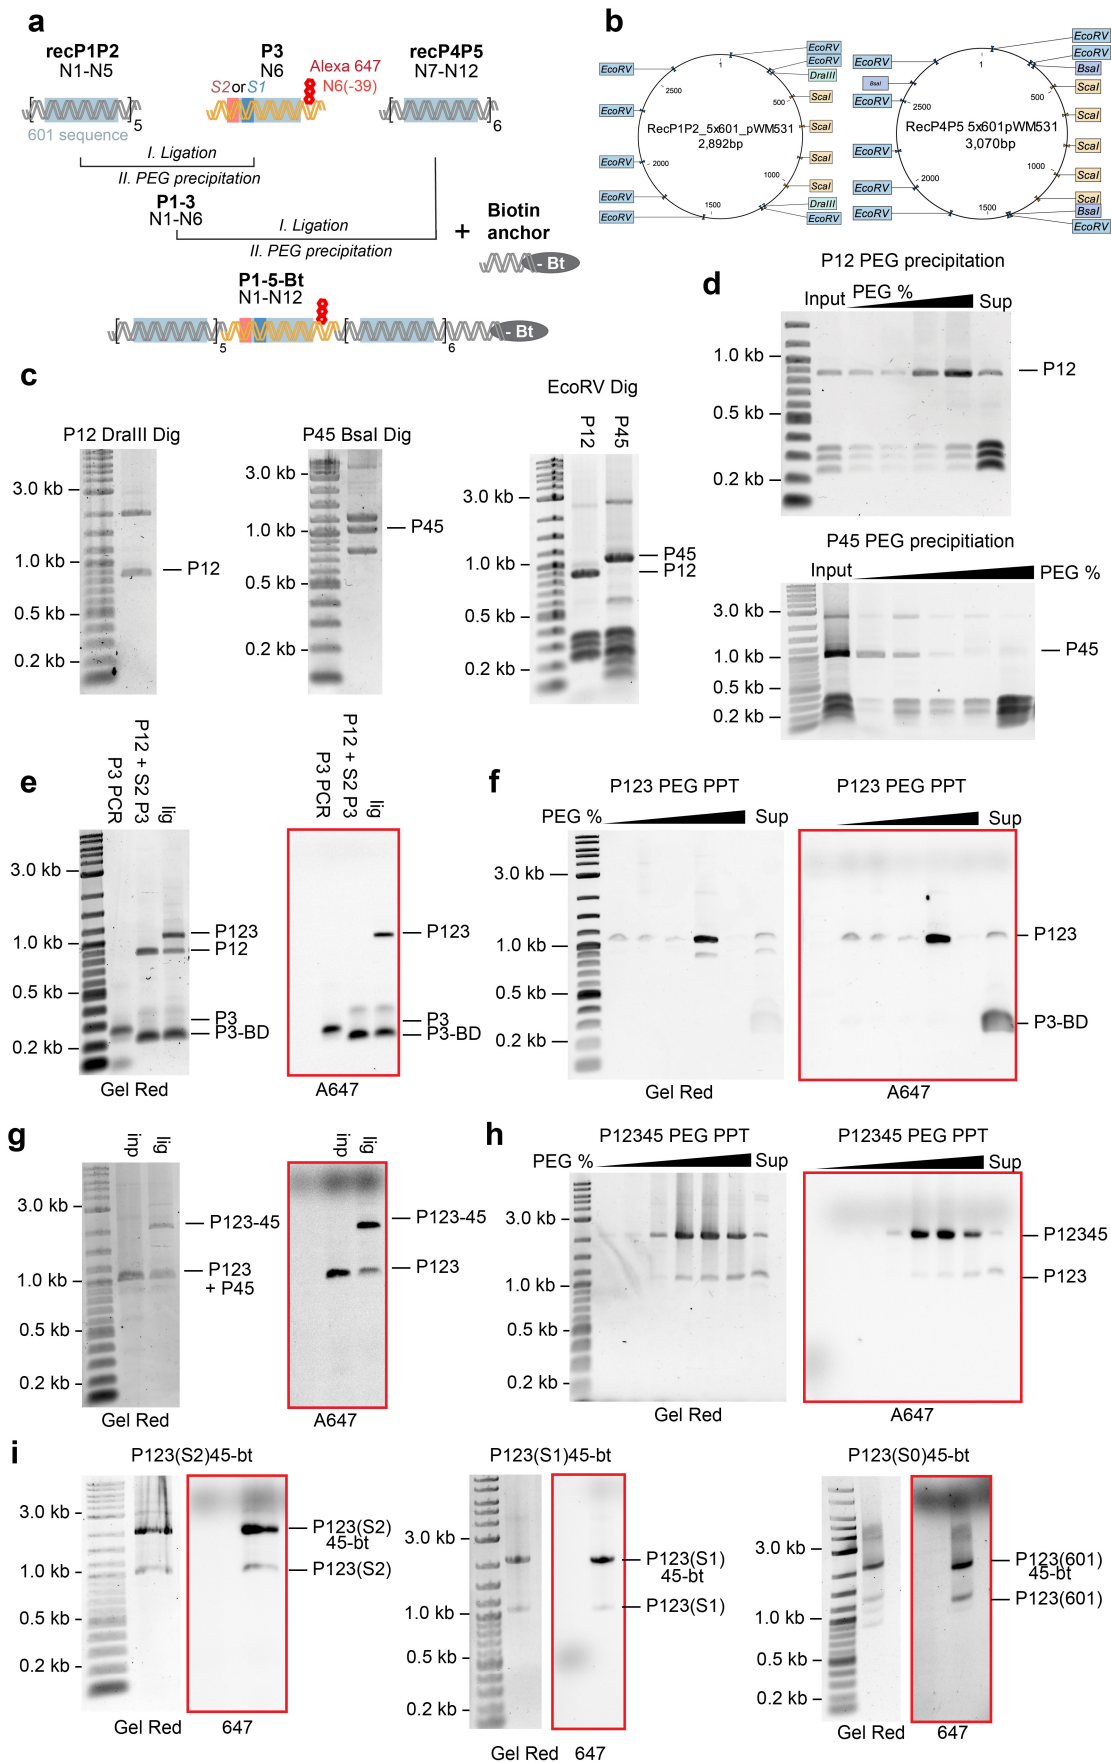 a
recP1P2
N1-N5
P3
N6
Alexa 647
N6(-39)
recP4P5
N7-N12
S2 or S1
5
6
601 sequence
I. Ligation
II. PEG precipitation
P1-3
N1-N6
I. Ligation
II. PEG precipitation
+
Biotin
anchor
- Bt
P1-5-Bt
N1-N12
5
6
- Bt
b
EcoRV
EcoRV
DraIII
ScaI
ScaI
ScaI
ScaI
DraIII
EcoRV
EcoRV
EcoRV
EcoRV
EcoRV
EcoRV
1
500
1000
1500
2000
2500
RecP1P2_5x601_pWM531
2,892bp
EcoRV
EcoRV
BsaI
ScaI
ScaI
ScaI
ScaI
ScaI
BsaI
EcoRV
EcoRV
BsaI
EcoRV
EcoRV
EcoRV
EcoRV
1
500
1000
1500
2000
2500
RecP4P5 5x601pWM531
3,070bp
c
P12 DraIII Dig
3.0 kb
1.0 kb
0.5 kb
0.2 kb
P12
P45 BsaI Dig
3.0 kb
1.0 kb
0.5 kb
0.2 kb
P45
EcoRV Dig
P12
P45
3.0 kb
1.0 kb
0.5 kb
0.2 kb
P45
P12
d
P12 PEG precipitation
Input PEG % Sup
1.0 kb
0.5 kb
0.2 kb
P12
P45 PEG precipitiation
Input PEG %
3.0 kb
1.0 kb
0.5 kb
0.2 kb
P45
e
P3 PCR
P12 + S2 P3
lig
3.0 kb
1.0 kb
0.5 kb
0.2 kb
P123
P12
P3
P3-BD
Gel Red
P3 PCR
P12 + S2 P3
lig
P123
P3
P3-BD
A647
f
P123 PEG PPT
PEG % Sup
3.0 kb
1.0 kb
0.5 kb
0.2 kb
Gel Red
P123 PEG PPT
Sup
P123
P3-BD
A647
g
inp
lig
3.0 kb
1.0 kb
0.5 kb
0.2 kb
P123-45
P123
+ P45
Gel Red
inp
lig
P123-45
P123
A647
h
P12345 PEG PPT
PEG % Sup
3.0 kb
1.0 kb
0.5 kb
0.2 kb
Gel Red
P12345 PEG PPT
Sup
P12345
P123
A647
i
P123(S2)45-bt
3.0 kb
1.0 kb
0.5 kb
0.2 kb
P123(S2)
45-bt
P123(S2)
Gel Red 647
P123(S1)45-bt
3.0 kb
1.0 kb
0.5 kb
0.2 kb
P123(S1)
45-bt
P123(S1)
Gel Red 647
P123(S0)45-bt
3.0 kb
1.0 kb
0.5 kb
0.2 kb
P123(601)
45-bt
P123(601)
Gel Red 647